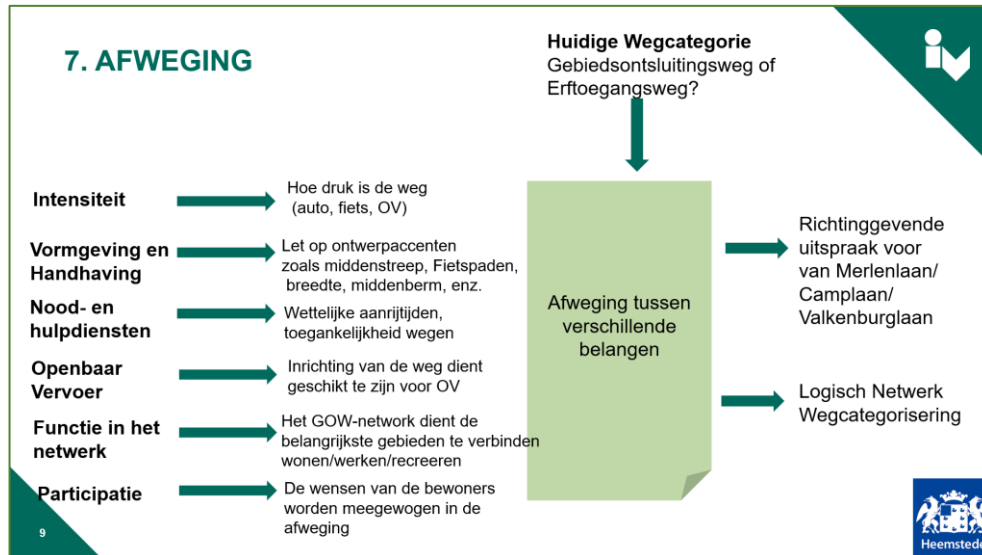 7. AFWEGING
Huidige Wegcategorie
Gebiedsontsluitingsweg of
Erftoegangsweg?
Intensiteit
Hoe druk is de weg
(auto, fiets, OV)
Vormgeving en
Handhaving
Let op ontwerpaccenten
zoals middenstreep, Fietspaden,
breedte, middenberm, enz.
Nood- en
hulpdiensten
Wettelijke aanrijtijden,
toegankelijkheid wegen
Openbaar
Vervoer
Inrichting van de weg dient
geschikt te zijn voor OV
Functie in het
netwerk
Het GOW-network dient de
belangrijkste gebieden te verbinden
wonen/werken/recreëren
Participatie
De wensen van de bewoners
worden meegewogen in de
afweging
Afweging tussen
verschillende
belangen
Richtinggevende
uitspraak voor
van Merlenlaan/
Camplaan/
Valkenburglaan
Logisch Netwerk
Wegcategorisering
9
iv
Heemstede